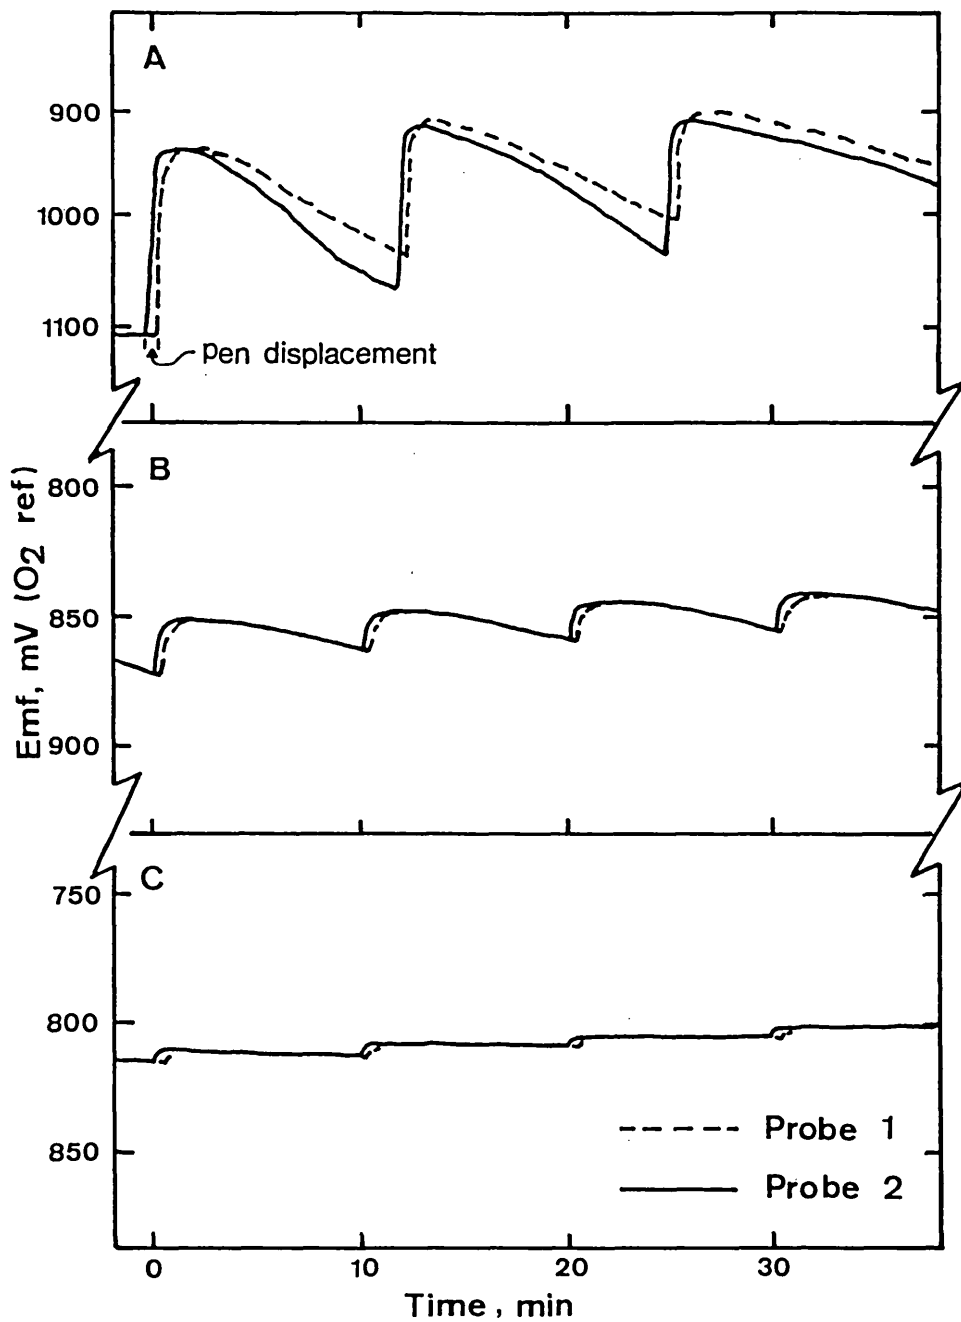 A
900
1000
1100
pen displacement
B
800
850
900
Emf, mV (O2 ref)
C
750
800
850
Probe 1
Probe 2
0 10 20 30
Time, min